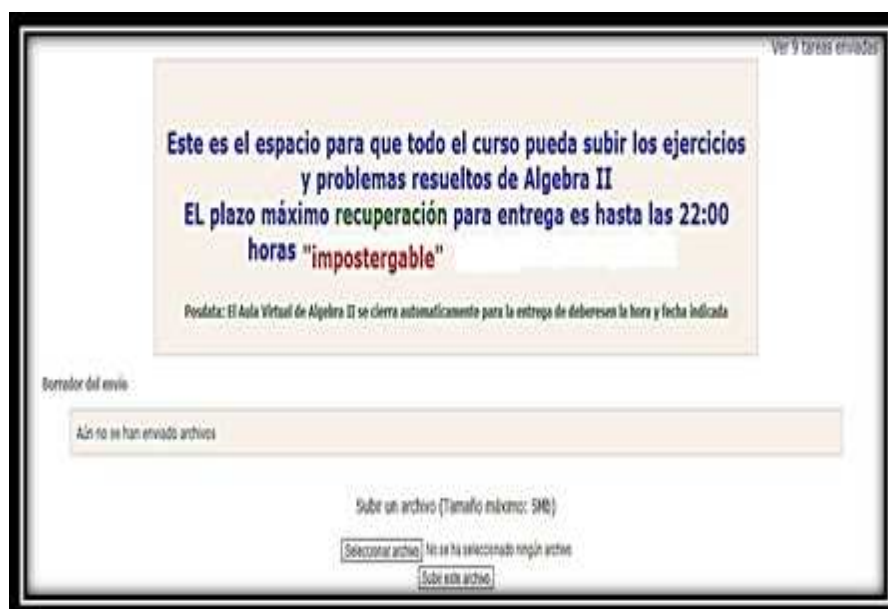 Ver 9 tareas enviadas
Este es el espacio para que todo el curso pueda subir los ejercicios
y problemas resueltos de Algebra II
EL plazo máximo recuperación para entrega es hasta las 22:00
horas "impostergable"
Posdata: El Aula Virtual de Algebra II se cierra automaticamente para la entrega de deberesen la hora y fecha indicada
Borrador del envío
Aún no se han enviado archivos
Subir un archivo (Tamaño máximo: 5Mb)
Seleccionar archivo No se ha seleccionado ningún archivo
Subir este archivo